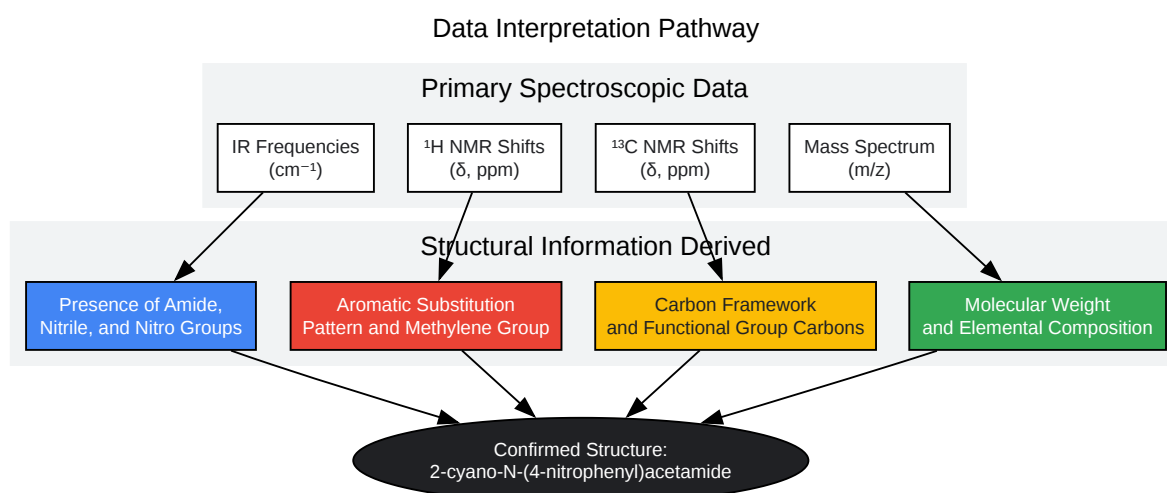 Data Interpretation Pathway
Primary Spectroscopic Data
IR Frequencies
(cm⁻¹)
¹H NMR Shifts
(δ, ppm)
¹³C NMR Shifts
(δ, ppm)
Mass Spectrum
(m/z)
Structural Information Derived
Presence of Amide,
Nitrile, and Nitro Groups
Aromatic Substitution
Pattern and Methylene Group
Carbon Framework
and Functional Group Carbons
Molecular Weight
and Elemental Composition
Confirmed Structure:
2-cyano-N-(4-nitrophenyl)acetamide